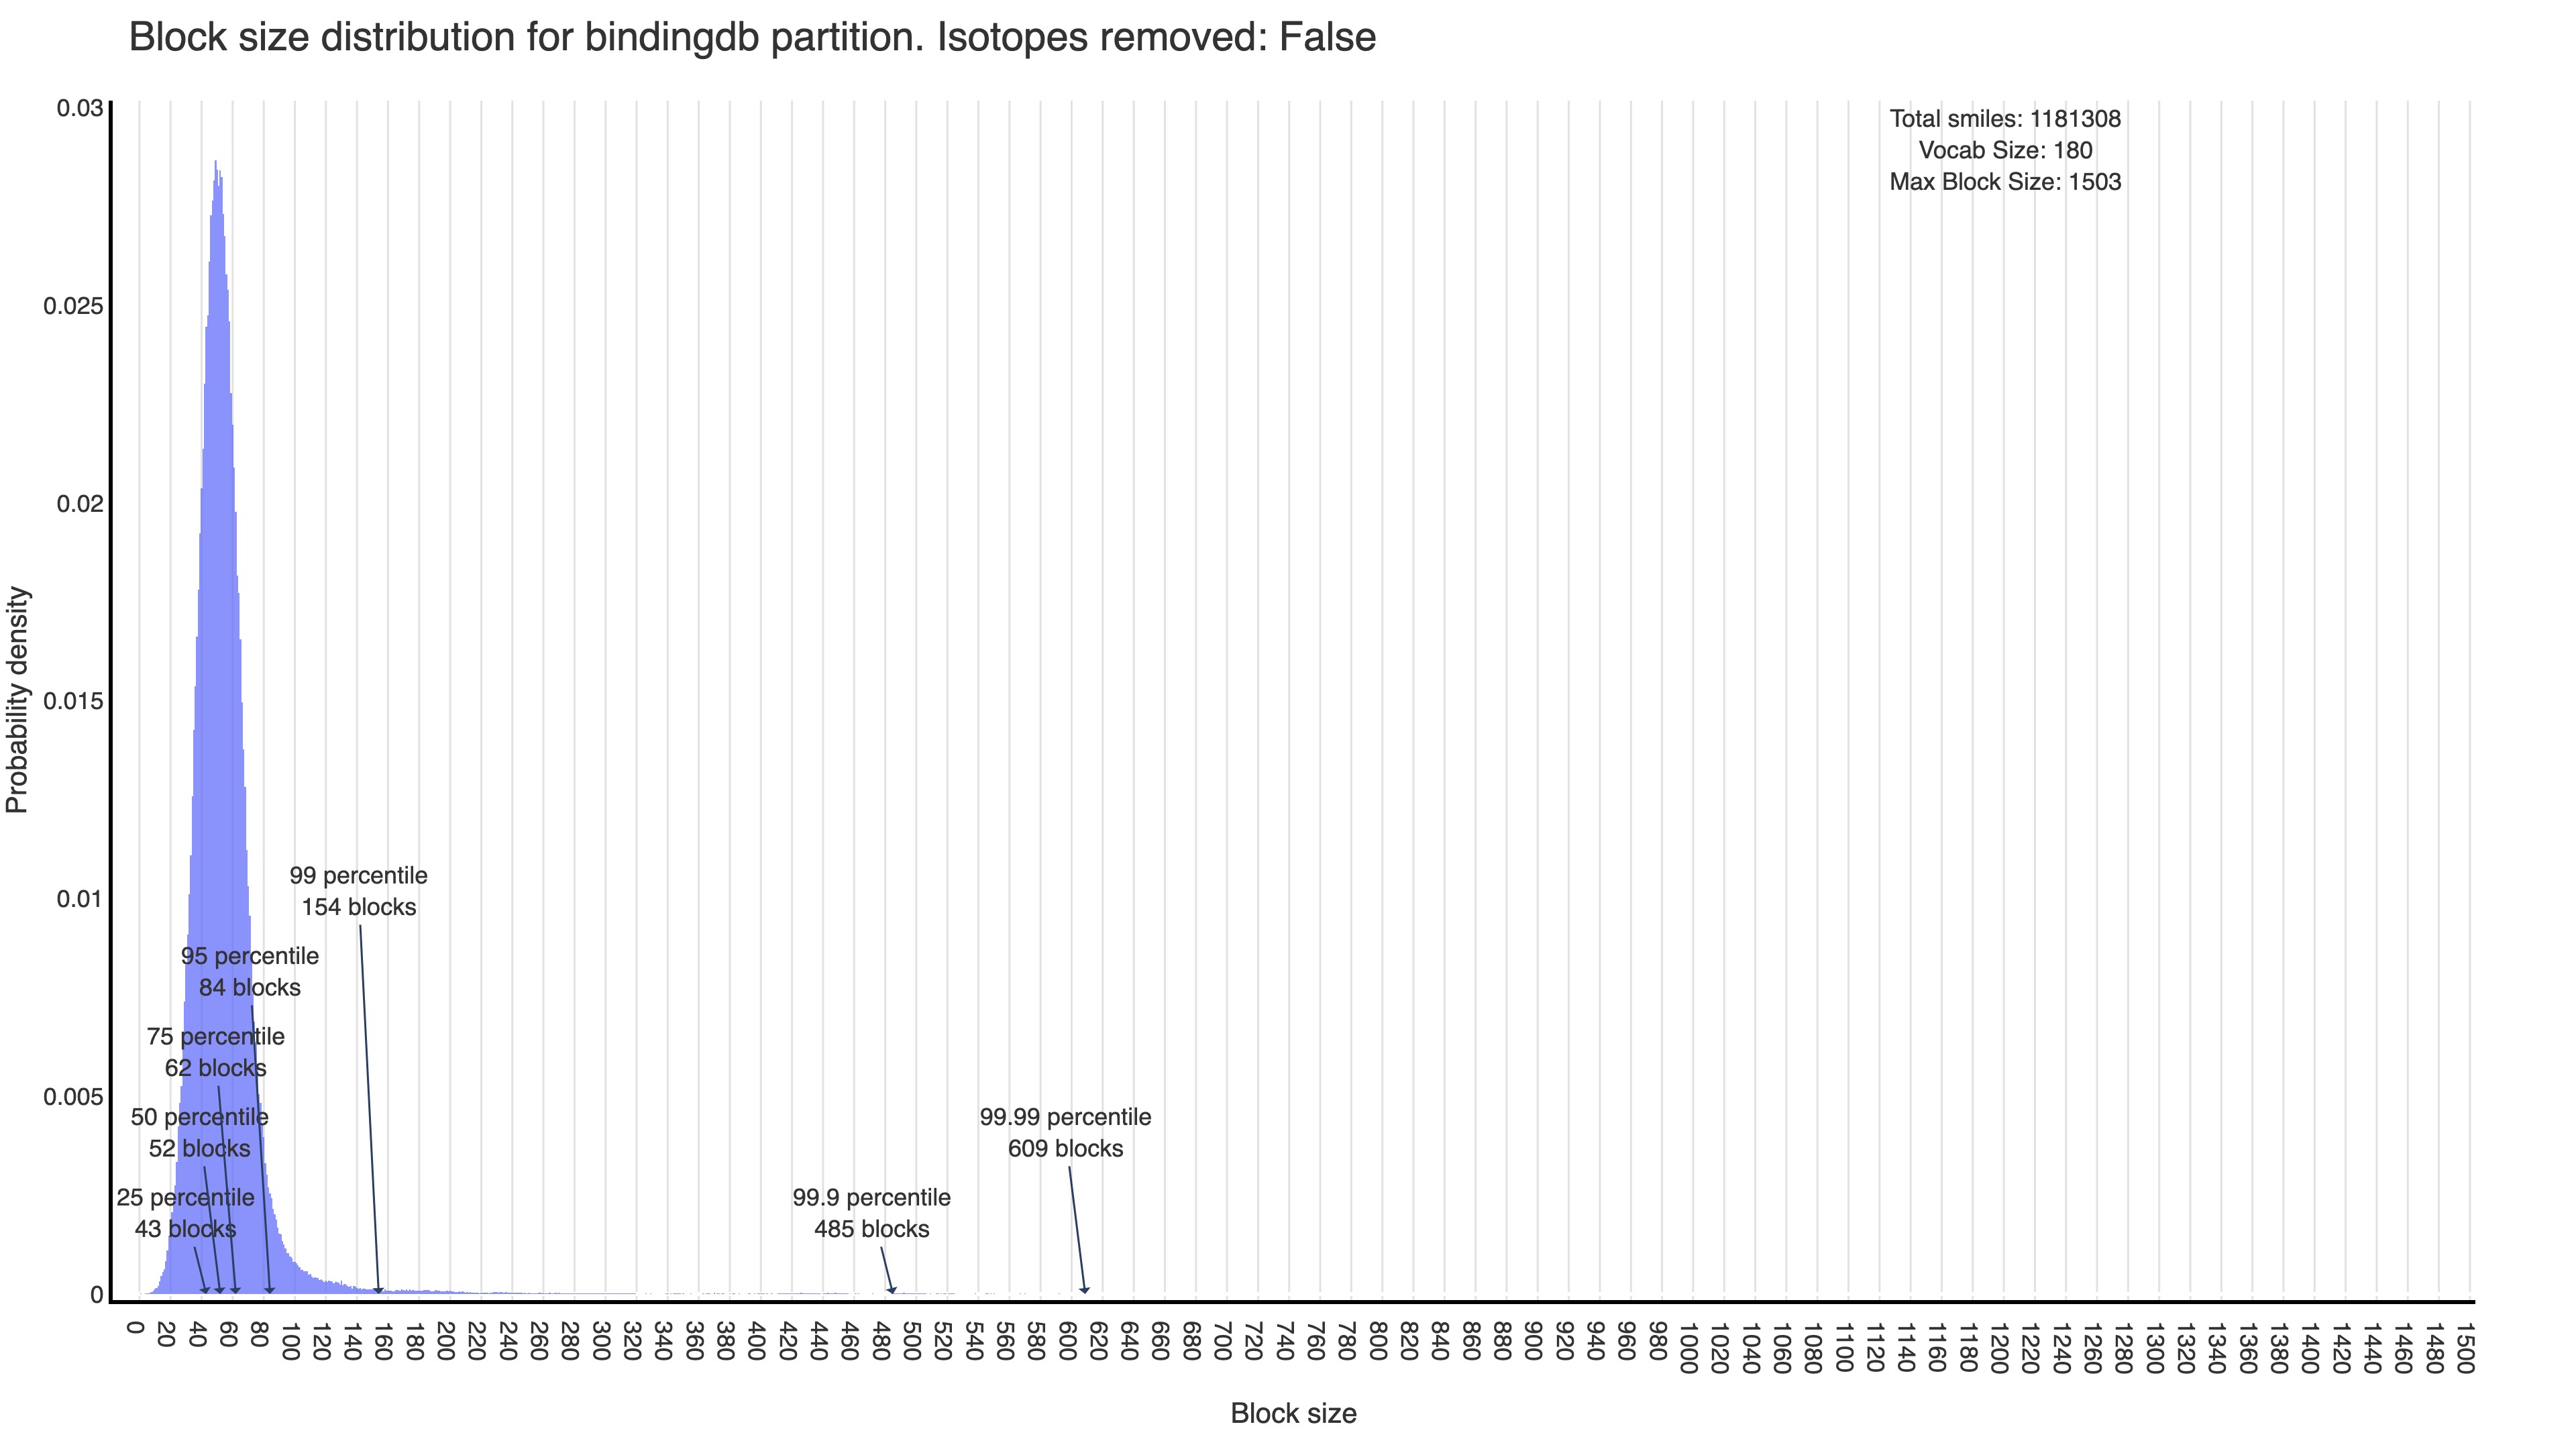 Block size distribution for bindingdb partition. Isotopes removed: False
Total smiles: 1181308
Vocab Size: 180
Max Block Size: 1503
0.03
0.025
0.02
0.015
0.01
0.005
0
Probability density
99 percentile
154 blocks
95 percentile
84 blocks
75 percentile
62 blocks
50 percentile
52 blocks
25 percentile
43 blocks
99.9 percentile
485 blocks
99.99 percentile
609 blocks
0 20 40 60 80 100 120 140 160 180 200 220 240 260 280 300 320 340 360 380 400 420 440 460 480 500 520 540 560 580 600 620 640 660 680 700 720 740 760 780 800 820 840 860 880 900 920 940 960 980 1000 1020 1040 1060 1080 1100 1120 1140 1160 1180 1200 1220 1240 1260 1280 1300 1320 1340 1360 1380 1400 1420 1440 1460 1480 1500
Block size